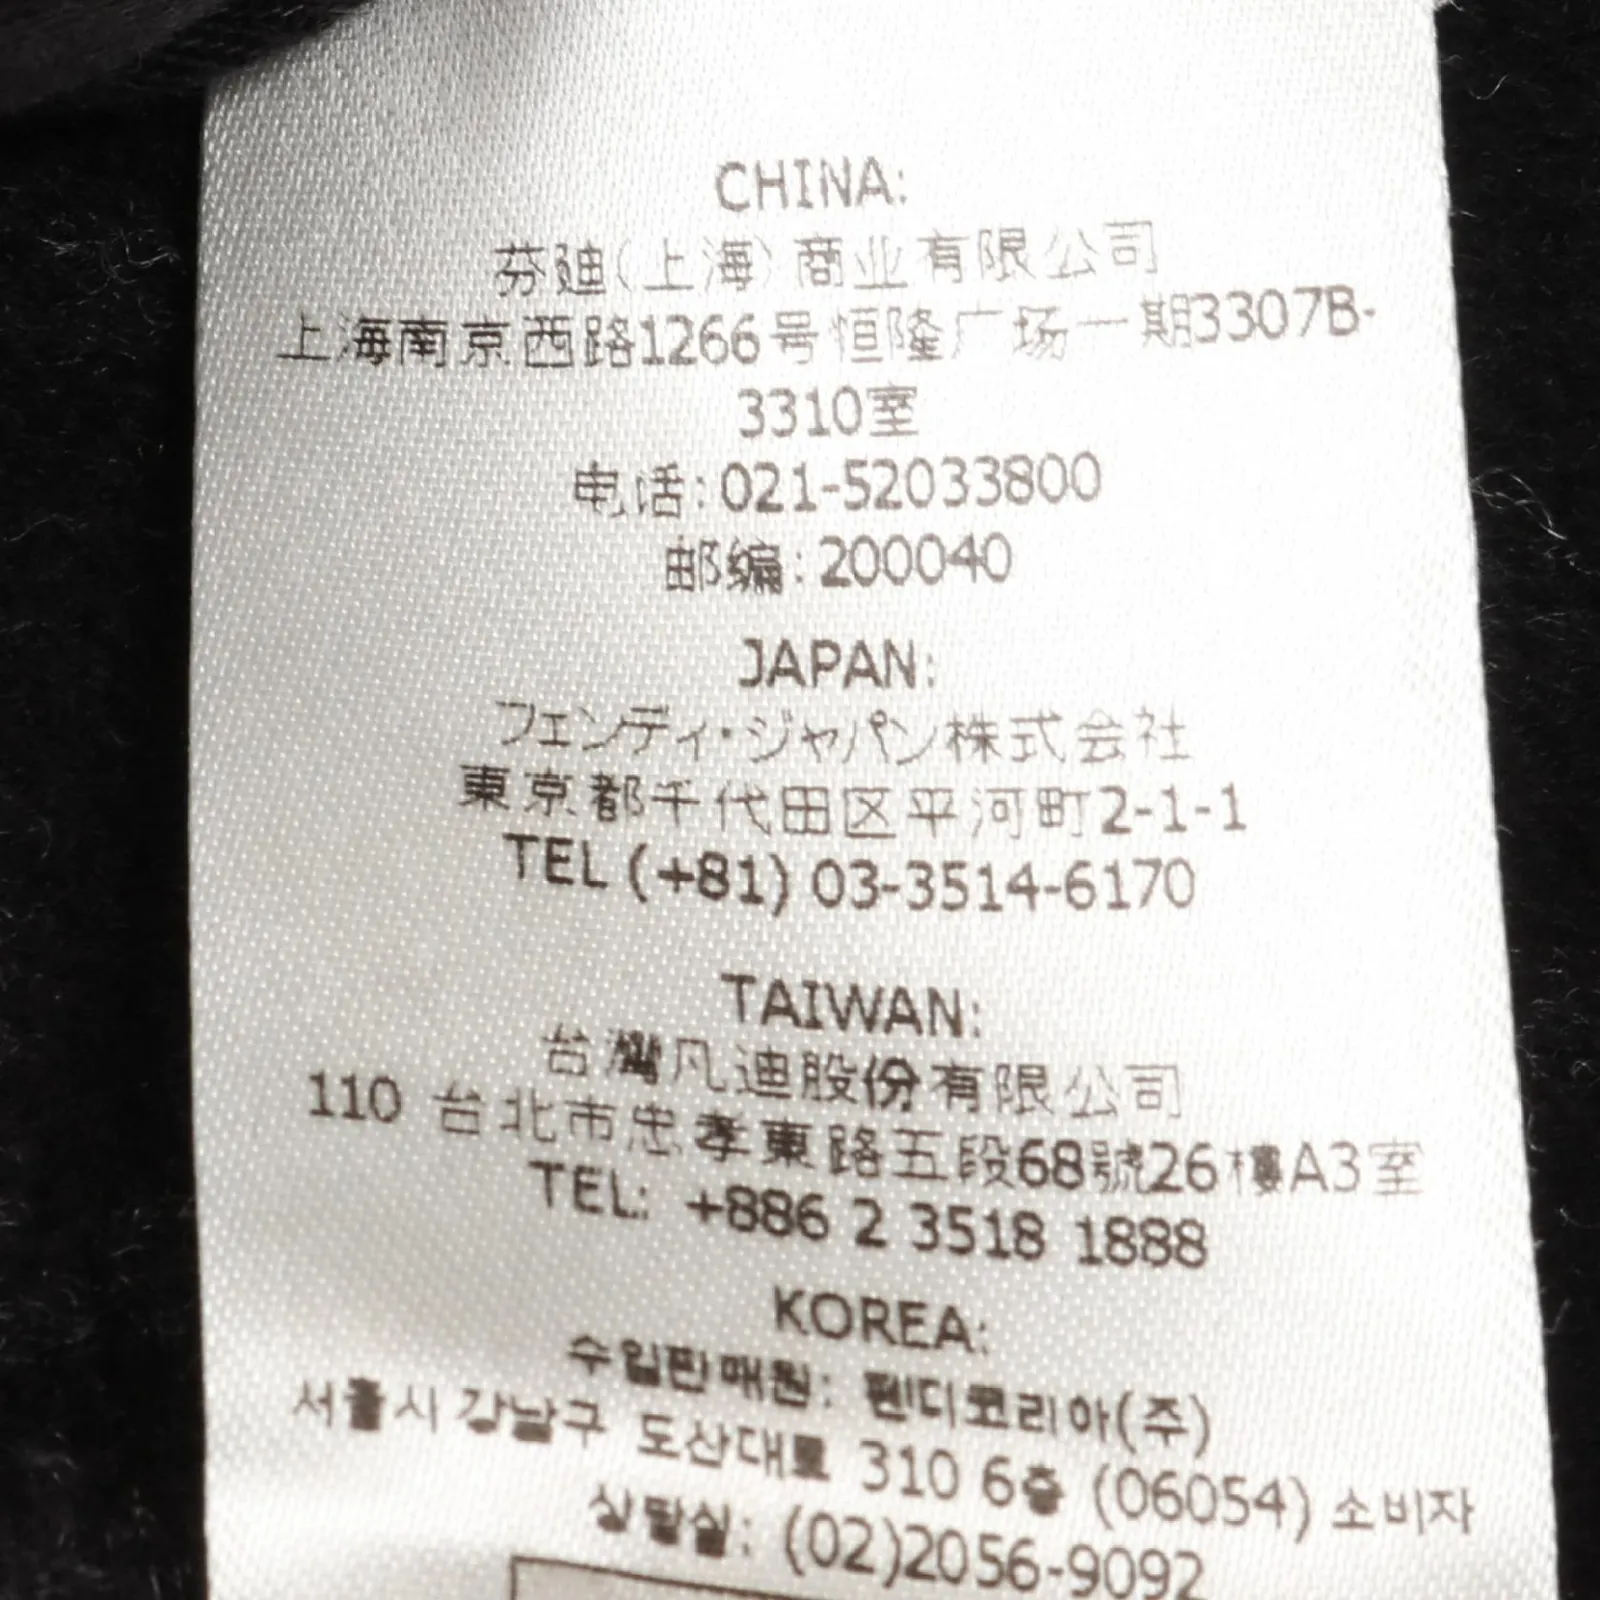 CHINA:
芬迪(上海)商业有限公司
上海南京西路1266号恒隆广场一期3307B-
3310室
电话:021-52033800
邮编:200040
JAPAN:
フェンディ・ジャパン株式会社
東京都千代田区平河町2-1-1
TEL (+81) 03-3514-6170
TAIWAN:
台灣凡迪股份有限公司
110 台北市忠孝東路五段68號26樓A3室
TEL: +886 2 3518 1888
KOREA:
수입판매원: 펜디코리아(주)
서울시 강남구 도산대로 310 6층 (06054) 소비자
상담실: (02)2056-9092